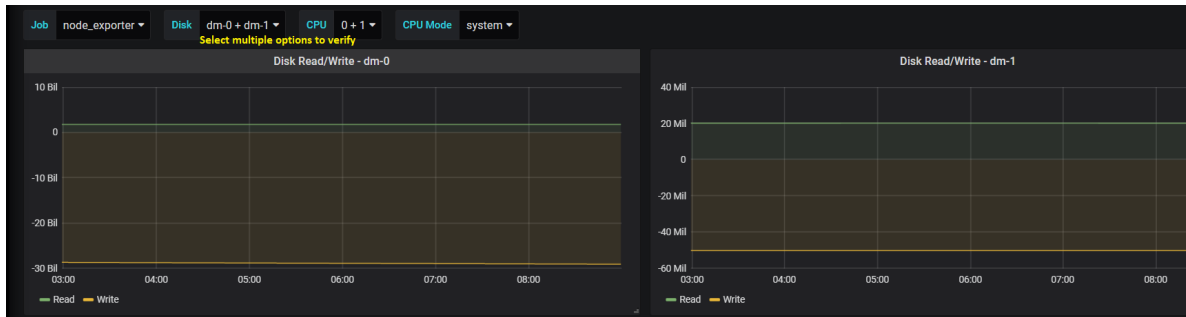 Job node_exporter Disk dm-0 + dm-1 CPU 0 + 1 CPU Mode system
Select multiple options to verify
Disk Read/Write - dm-0
10 Bil
0
-10 Bil
-20 Bil
-30 Bil
03:00 04:00 05:00 06:00 07:00 08:00
Read Write
Disk Read/Write - dm-1
40 Mil
20 Mil
0
-20 Mil
-40 Mil
-60 Mil
03:00 04:00 05:00 06:00 07:00 08:00
Read Write